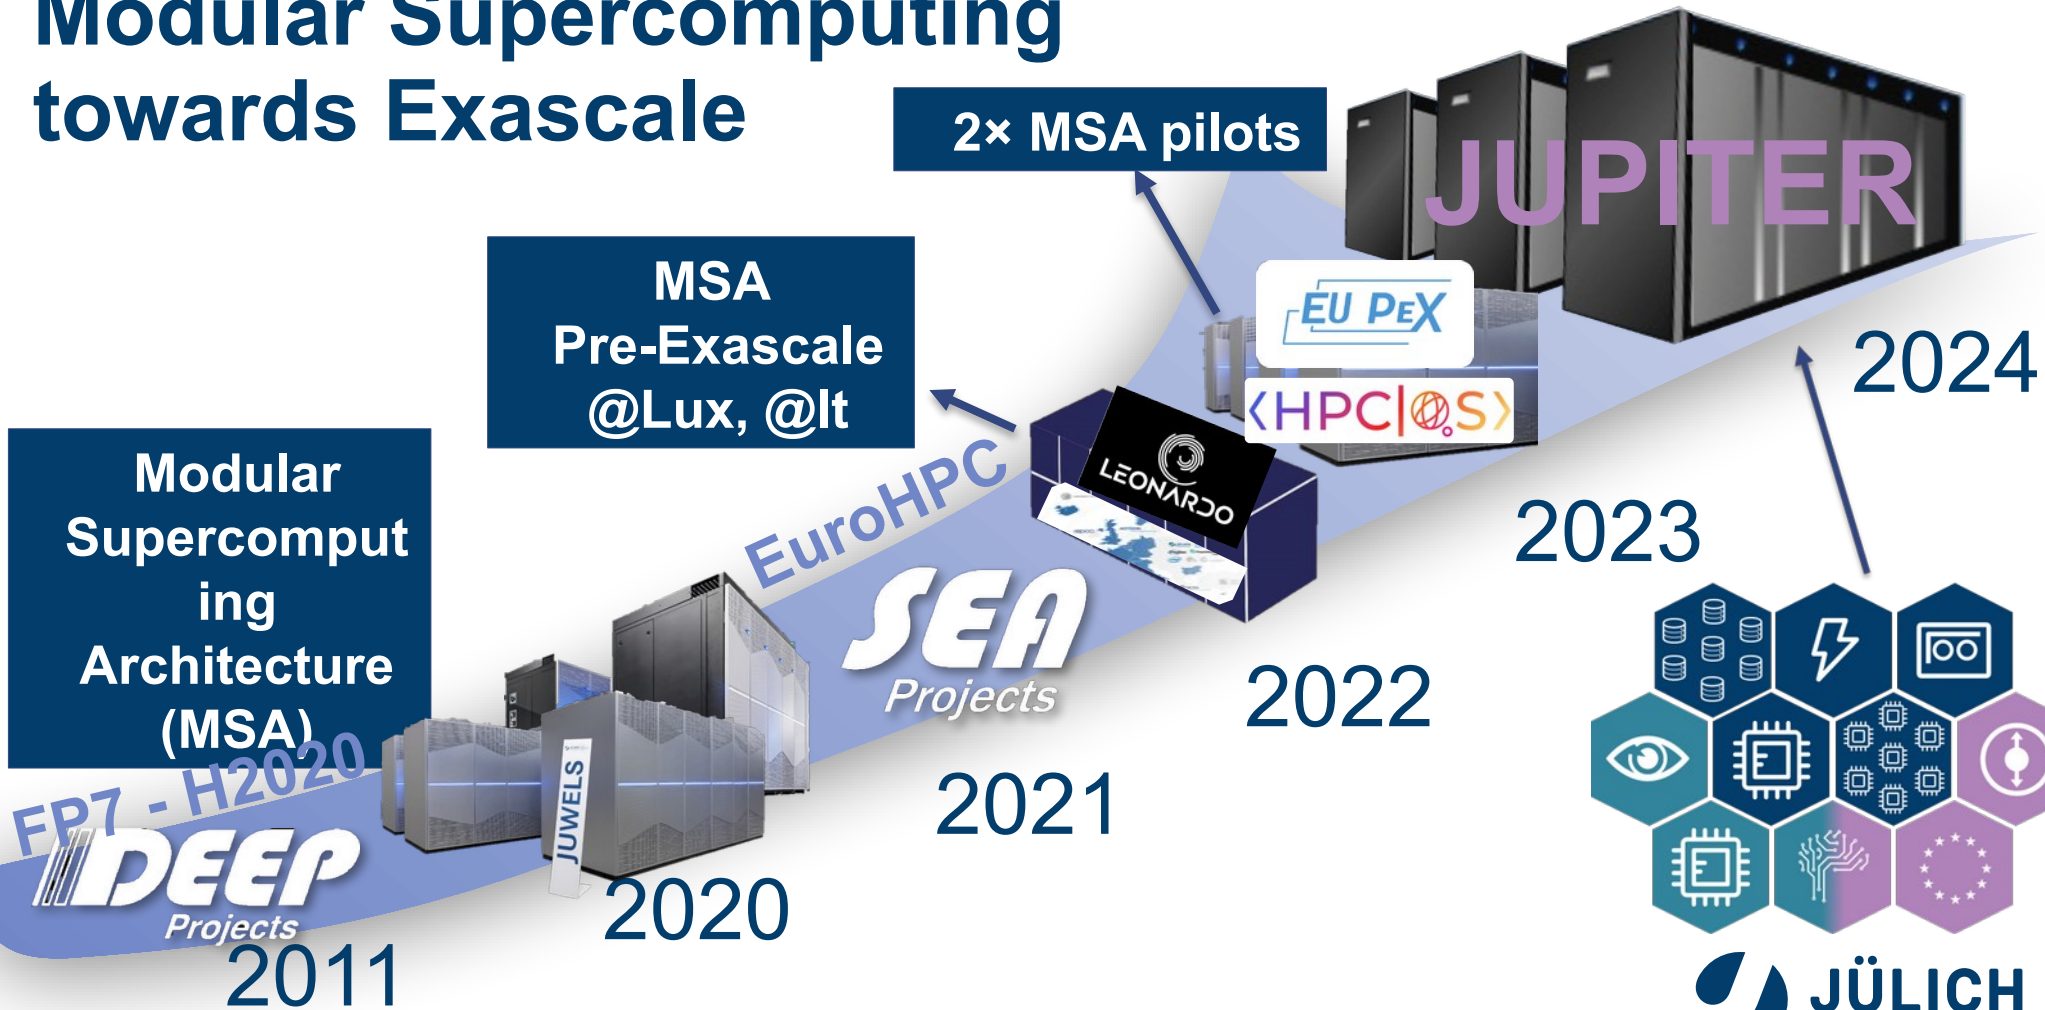 Modular Supercomputing
towards Exascale
2× MSA pilots
JUPITER
MSA
Pre-Exascale
@Lux, @It
EU PEX
<HPC|QS>
2024
Modular
Supercomput
ing
Architecture
(MSA)
EuroHPC
LEONARDO
2023
SEA
Projects
2022
FP7 - H2020
JUWELS
2021
DEEP
Projects
2020
2011
JÜLICH